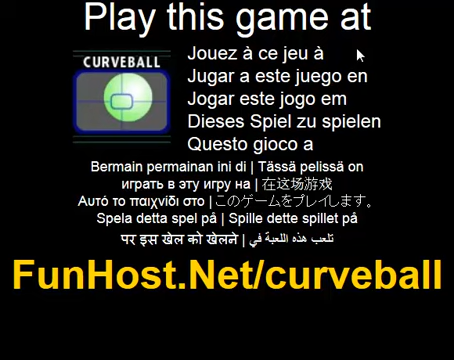 Play this game at
CURVEBALL
Jouez à ce jeu à
Jugar a este juego en
Jogar este jogo em
Dieses Spiel zu spielen
Questo gioco a
Bermain permainan ini di | Tässä pelissä on
играть в эту игру на | 在这场游戏
Αυτό το παιχνίδι στο | このゲームをプレイします。
Spela detta spel på | Spille dette spillet på
पर इस खेल को खेलने | تلعب هذه اللعبة في
FunHost.Net/curveball